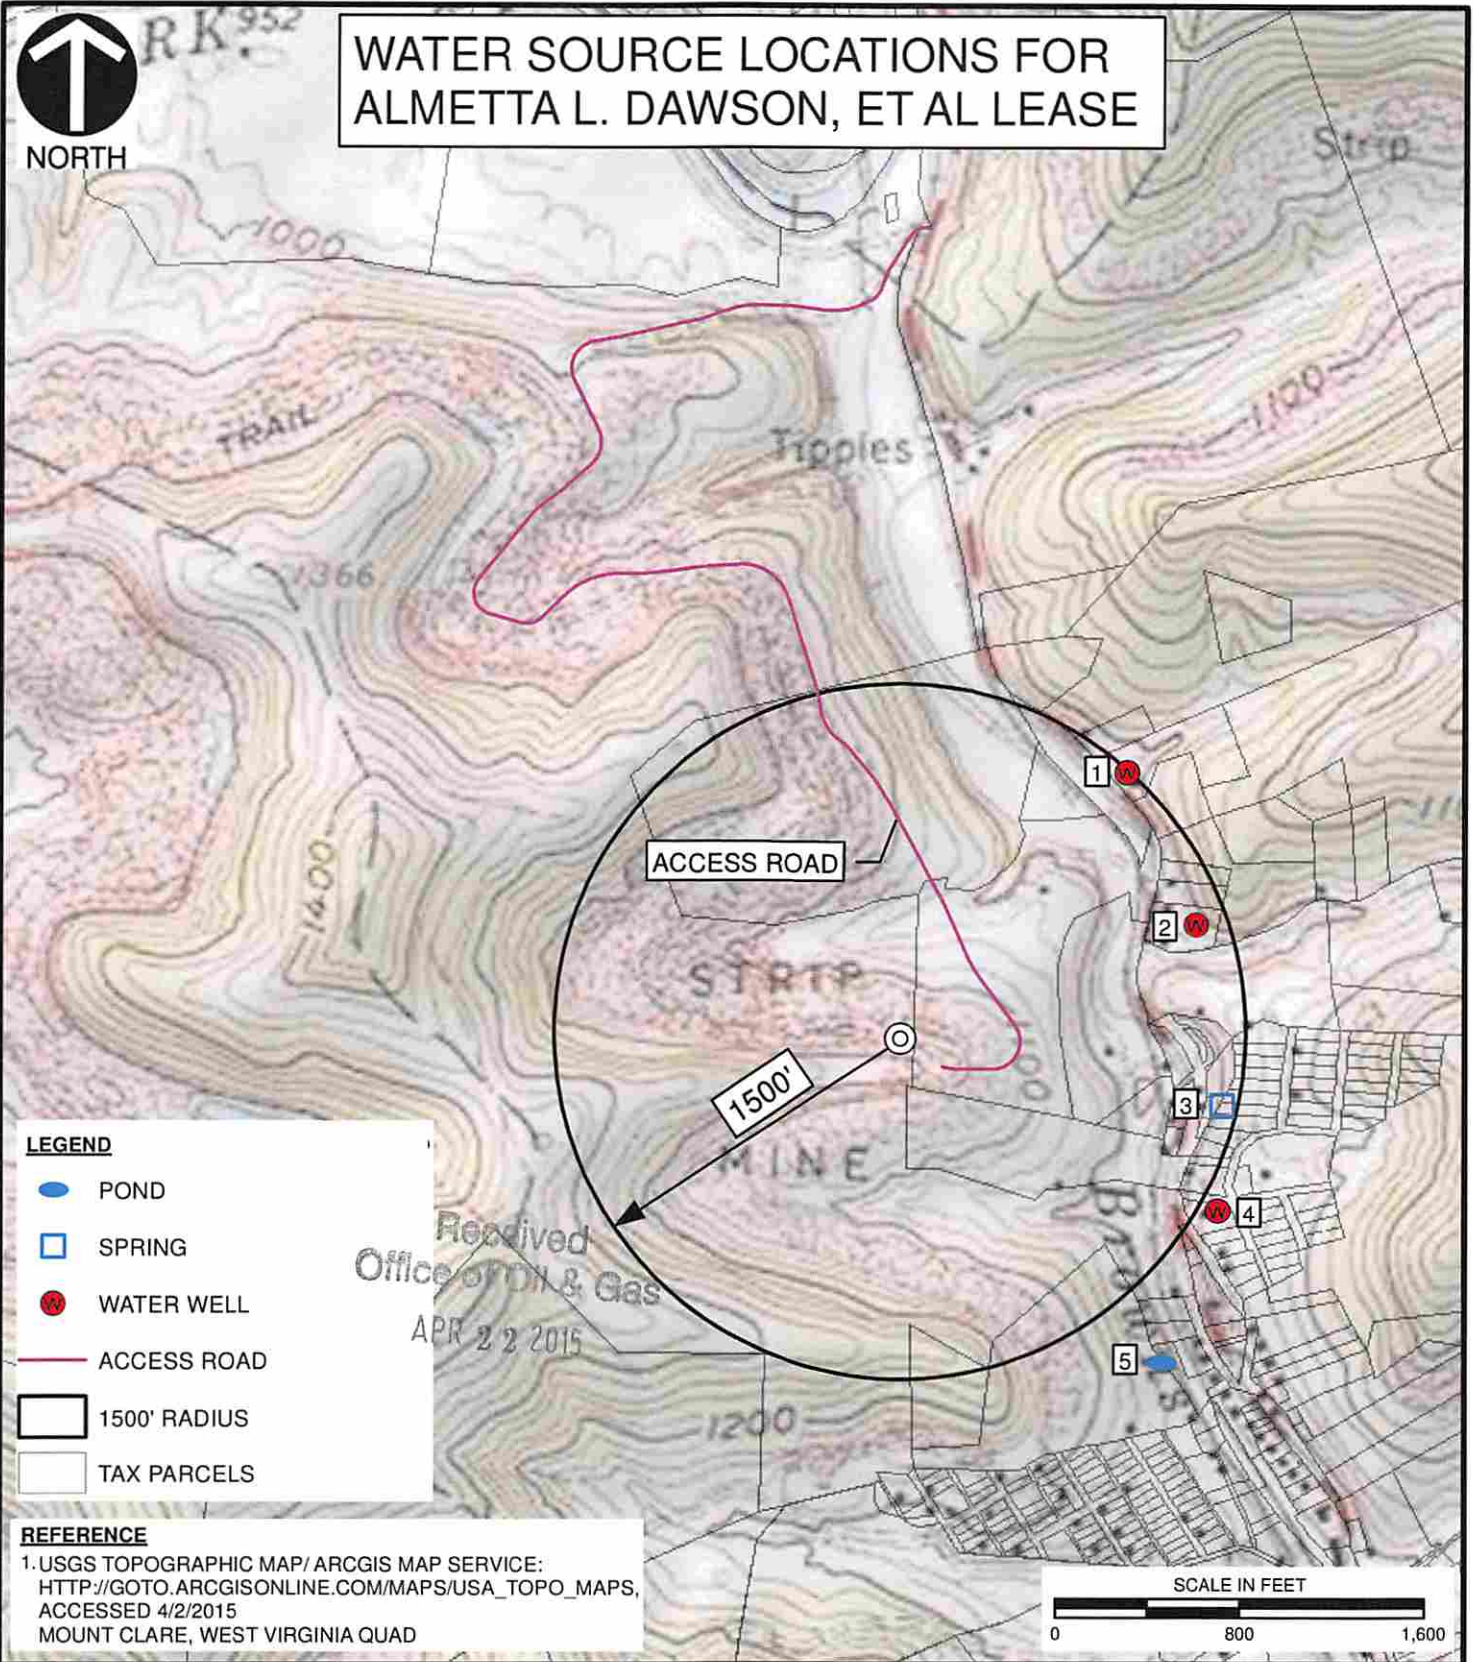 RK 952
WATER SOURCE LOCATIONS FOR
ALMETTA L. DAWSON, ET AL LEASE
NORTH
Strip
1000
1100
TRAIL
Tipples
1366
1
ACCESS ROAD
1400
2
STRIP
1500'
3
MINE
4
5
1200
LEGEND
POND
SPRING
W WATER WELL
ACCESS ROAD
1500' RADIUS
TAX PARCELS
Received
Office of Oil & Gas
APR 22 2015
REFERENCE
1. USGS TOPOGRAPHIC MAP/ ARCGIS MAP SERVICE:
HTTP://GOTO.ARCGISONLINE.COM/MAPS/USA_TOPO_MAPS,
ACCESSED 4/2/2015
MOUNT CLARE, WEST VIRGINIA QUAD
SCALE IN FEET
0 800 1,600